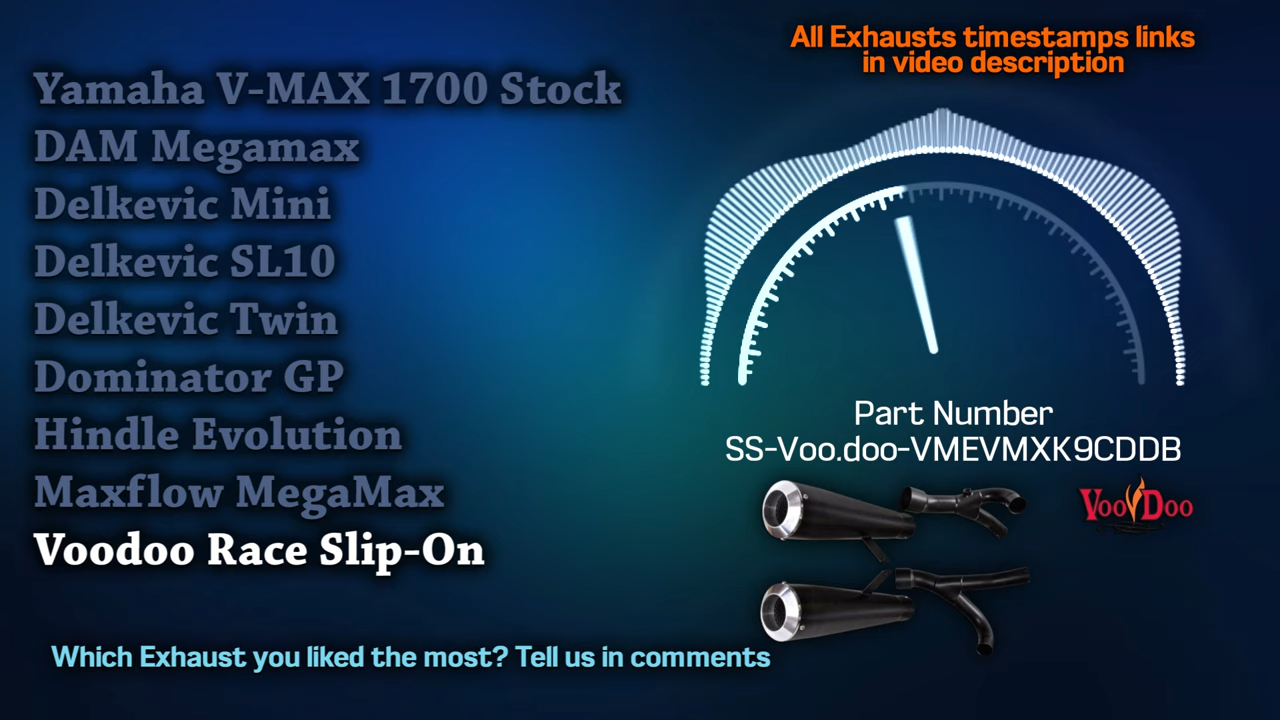 All Exhausts timestamps links
in video description
Yamaha V-MAX 1700 Stock
DAM Megamax
Delkevic Mini
Delkevic SL10
Delkevic Twin
Dominator GP
Hindle Evolution
Maxflow MegaMax
Voodoo Race Slip-On
Part Number
SS-Voo.doo-VMEVMXK9CDDB
VooDoo
Which Exhaust you liked the most? Tell us in comments